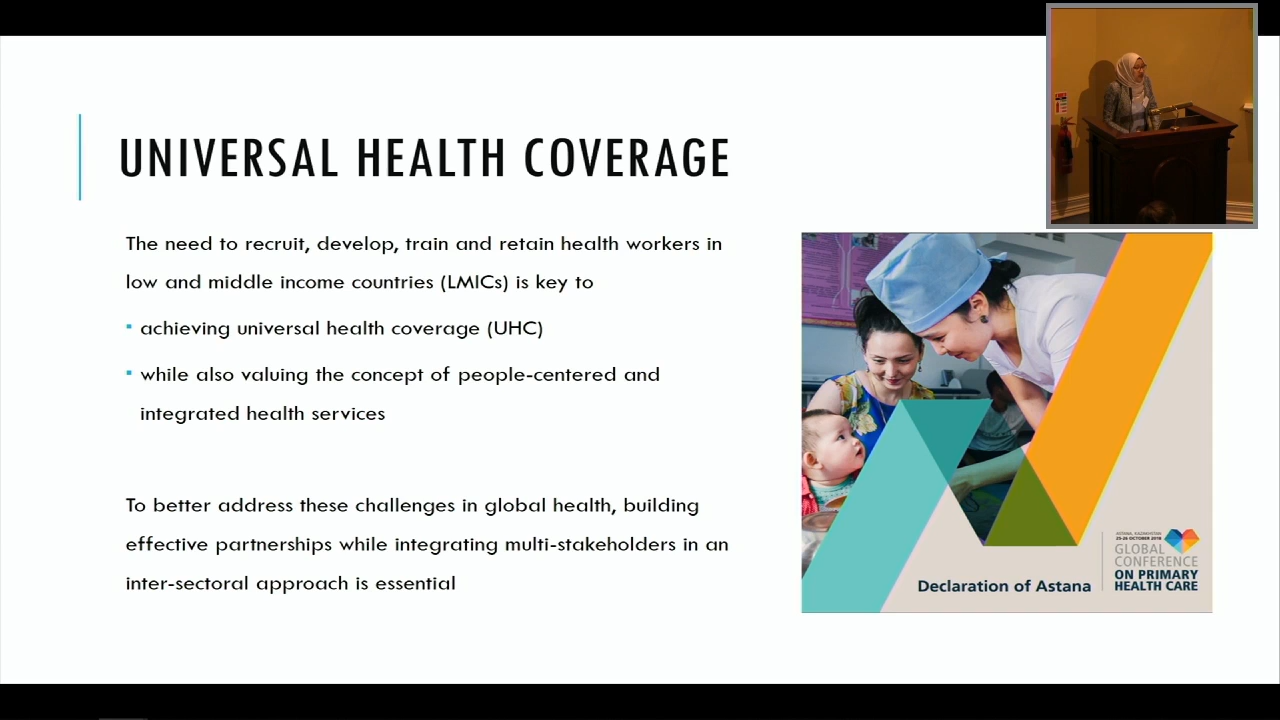 UNIVERSAL HEALTH COVERAGE
The need to recruit, develop, train and retain health workers in
low and middle income countries (LMICs) is key to
▪ achieving universal health coverage (UHC)
▪ while also valuing the concept of people-centered and
integrated health services
To better address these challenges in global health, building
effective partnerships while integrating multi-stakeholders in an
inter-sectoral approach is essential
Declaration of Astana
ASTANA, KAZAKHSTAN
25–26 OCTOBER 2018
GLOBAL
CONFERENCE
ON PRIMARY
HEALTH CARE